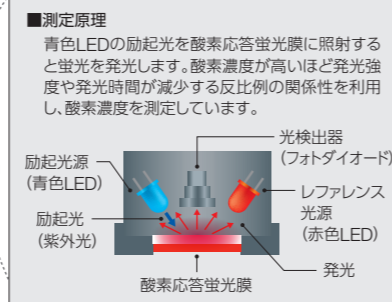 ■測定原理
青色LEDの励起光を酸素応答蛍光膜に照射する
と蛍光を発光します。酸素濃度が高いほど発光強
度や発光時間が減少する反比例の関係性を利用
し、酸素濃度を測定しています。
光検出器
(フォトダイオード)
励起光源
(青色LED)
レファレンス
光源
(赤色LED)
励起光
(紫外光)
発光
酸素応答蛍光膜